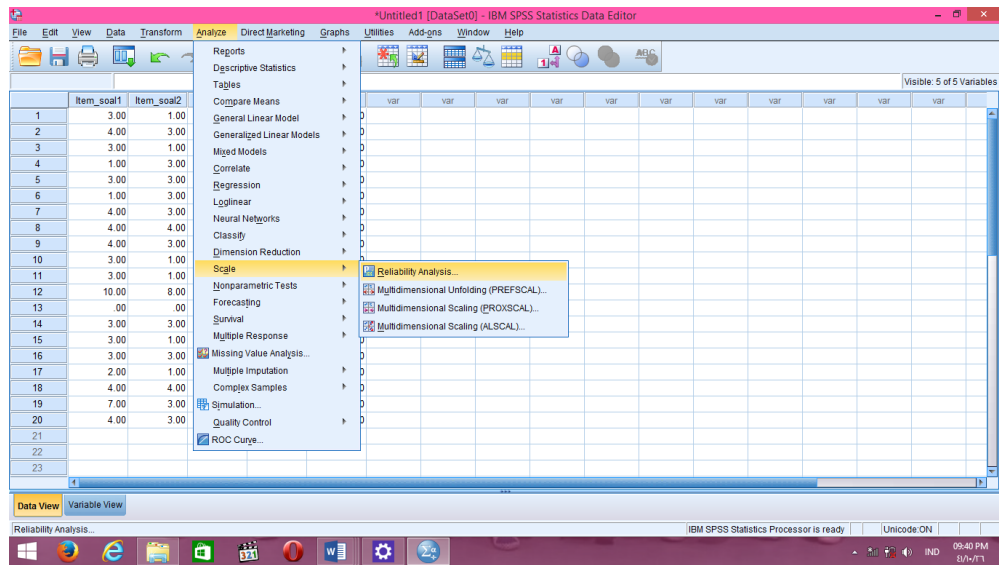 *Untitled1 [DataSet0] - IBM SPSS Statistics Data Editor
File Edit View Data Transform Analyze Direct Marketing Graphs Utilities Add-ons Window Help
Visible: 5 of 5 Variables
Item_soal1 Item_soal2 var var var var var var var var var var var
1 3.00 1.00
2 4.00 3.00
3 3.00 1.00
4 1.00 3.00
5 3.00 3.00
6 1.00 3.00
7 4.00 3.00
8 4.00 4.00
9 4.00 3.00
10 3.00 1.00
11 3.00 1.00
12 10.00 8.00
13 .00 .00
14 3.00 3.00
15 3.00 1.00
16 3.00 3.00
17 2.00 1.00
18 4.00 4.00
19 7.00 3.00
20 4.00 3.00
21
22
23
Reports
Descriptive Statistics
Tables
Compare Means
General Linear Model
Generalized Linear Models
Mixed Models
Correlate
Regression
Loglinear
Neural Networks
Classify
Dimension Reduction
Scale
Nonparametric Tests
Forecasting
Survival
Multiple Response
Missing Value Analysis...
Multiple Imputation
Complex Samples
Simulation...
Quality Control
ROC Curve...
Reliability Analysis...
Multidimensional Unfolding (PREFSCAL)...
Multidimensional Scaling (PROXSCAL)...
Multidimensional Scaling (ALSCAL)...
Data View Variable View
Reliability Analysis...
IBM SPSS Statistics Processor is ready
Unicode:ON
IND
09:40 PM